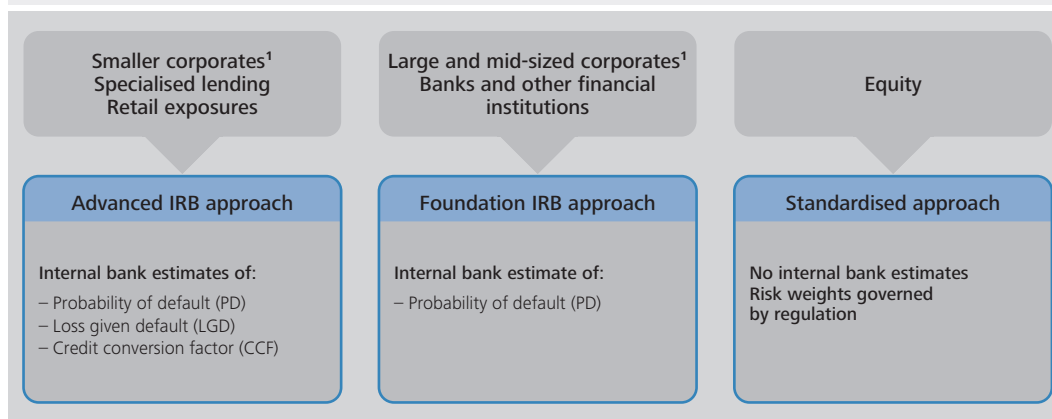 Smaller corporates¹
Specialised lending
Retail exposures
Advanced IRB approach
Internal bank estimates of:
– Probability of default (PD)
– Loss given default (LGD)
– Credit conversion factor (CCF)
Large and mid-sized corporates¹
Banks and other financial
institutions
Foundation IRB approach
Internal bank estimate of:
– Probability of default (PD)
Equity
Standardised approach
No internal bank estimates
Risk weights governed
by regulation